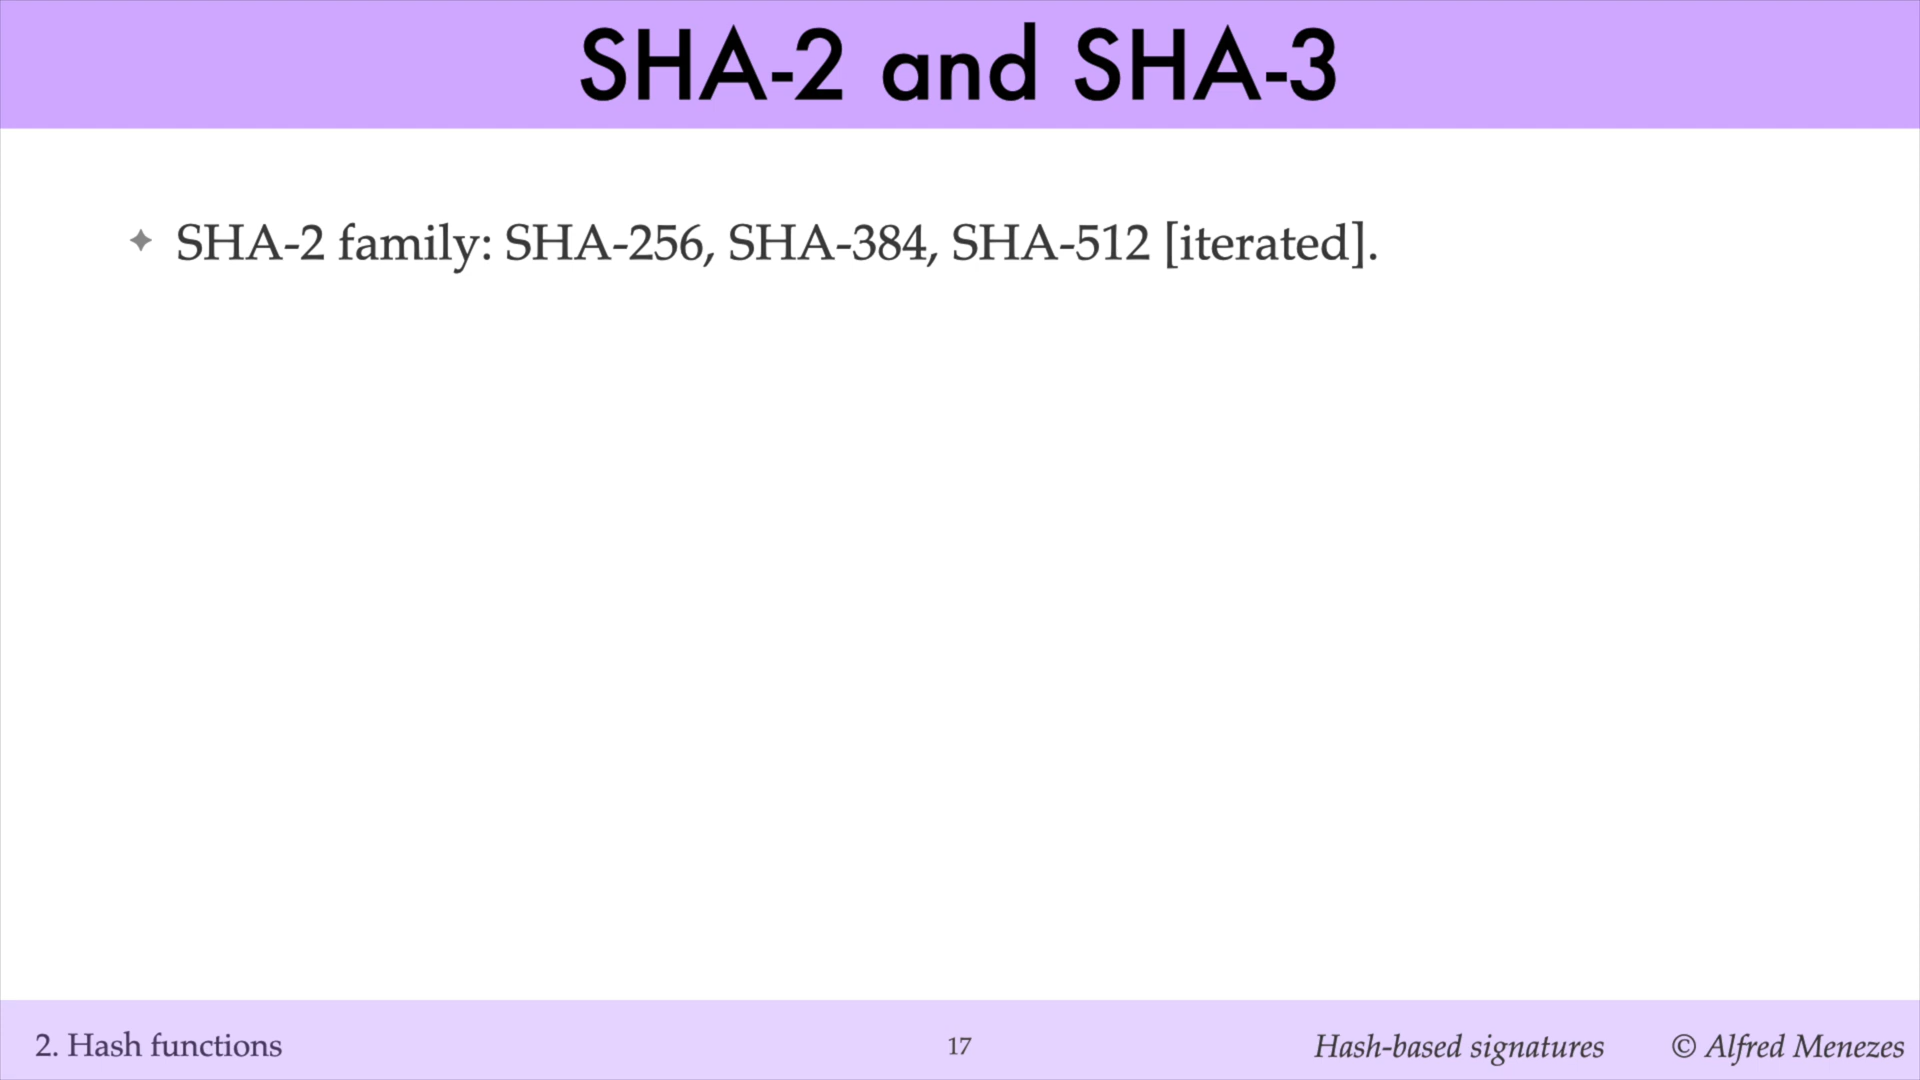 SHA-2 and SHA-3
✦ SHA-2 family: SHA-256, SHA-384, SHA-512 [iterated].
2. Hash functions
17
Hash-based signatures
© Alfred Menezes